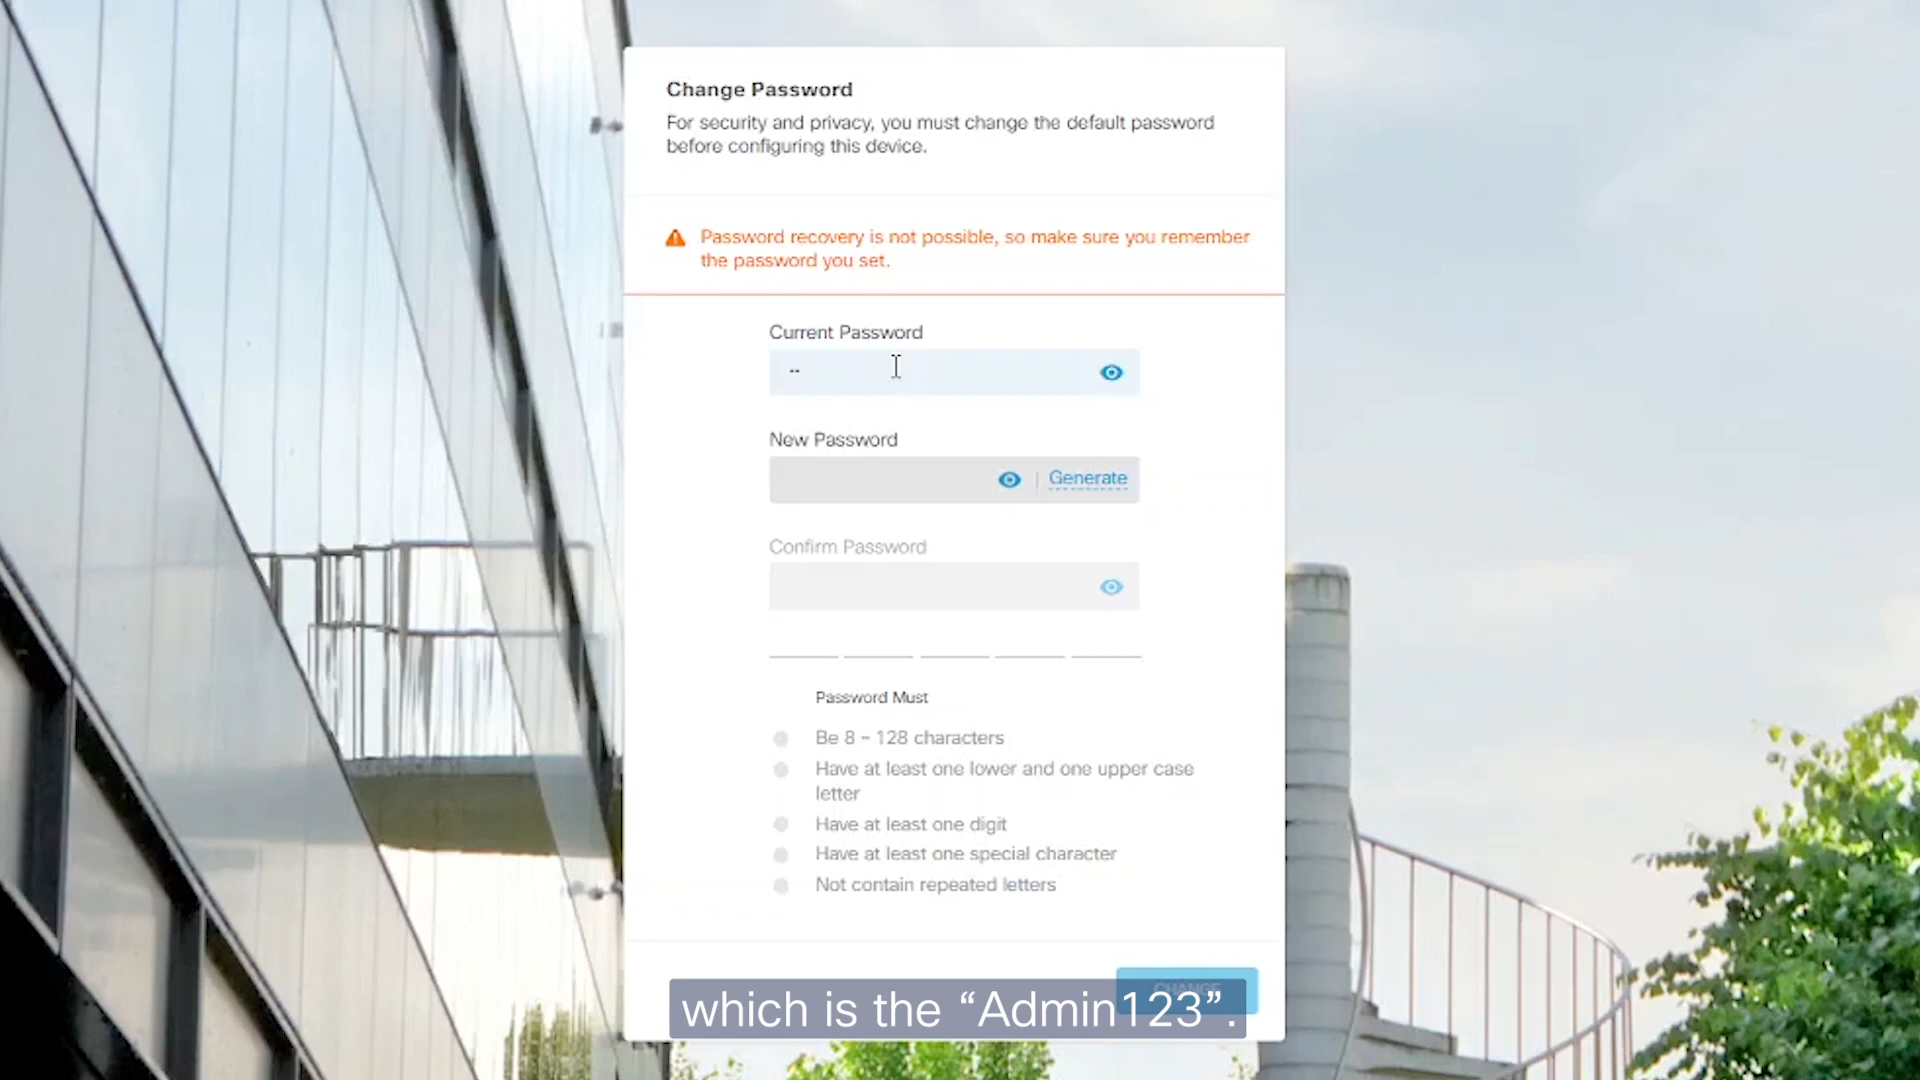 Change Password
For security and privacy, you must change the default password
before configuring this device.
Password recovery is not possible, so make sure you remember
the password you set.
Current Password
--
New Password
Generate
Confirm Password
Password Must
Be 8 - 128 characters
Have at least one lower and one upper case
letter
Have at least one digit
Have at least one special character
Not contain repeated letters
CHANGE
which is the “Admin123”.